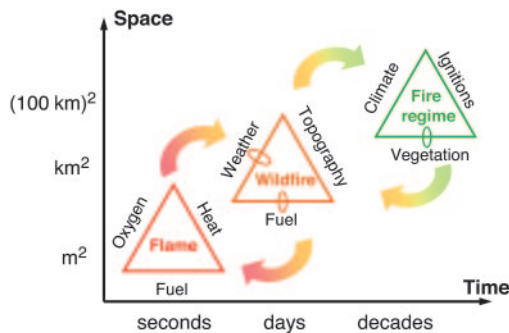 Space
(100 km)²
km²
m²
Climate
Ignitions
Fire
regime
Vegetation
Weather
Topography
Wildfire
Fuel
Oxygen
Heat
Flame
Fuel
Time
seconds days decades